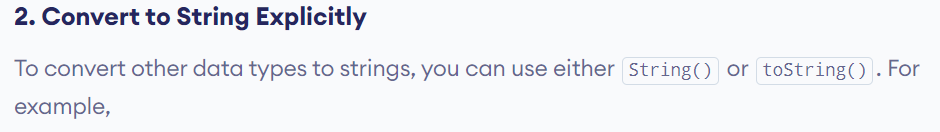 2. Convert to String Explicitly
To convert other data types to strings, you can use either String() or toString(). For
example,